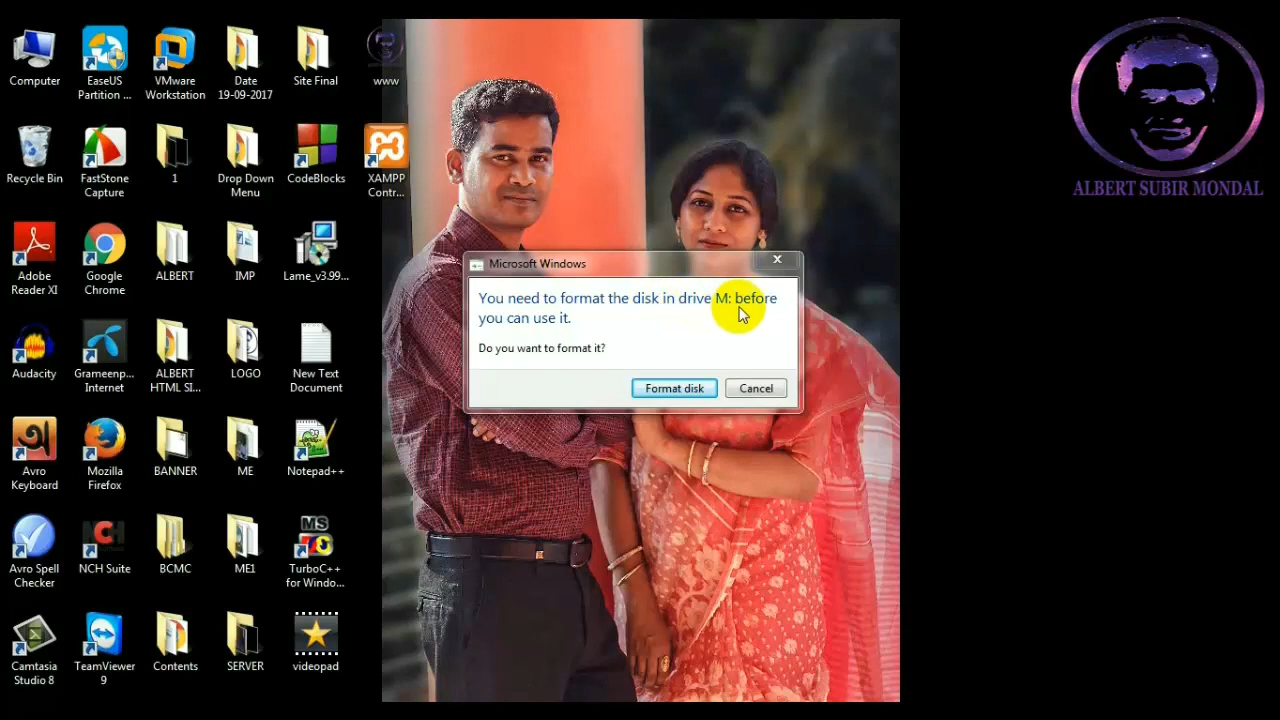 Computer
EaseUS
Partition ...
VMware
Workstation
Date
19-09-2017
Site Final
www
ALBERT SUBIR MONDAL
Recycle Bin
FastStone
Capture
1
Drop Down
Menu
CodeBlocks
XAMPP
Contr...
Adobe
Reader XI
Google
Chrome
ALBERT
IMP
Lame_v3.99...
Microsoft Windows
You need to format the disk in drive M: before
you can use it.
Do you want to format it?
Format disk
Cancel
Audacity
Grameenp...
Internet
ALBERT
HTML SI...
LOGO
New Text
Document
Avro
Keyboard
Mozilla
Firefox
BANNER
ME
Notepad++
Avro Spell
Checker
NCH
NCH Suite
BCMC
ME1
MS
TurboC++
for Windo...
Camtasia
Studio 8
TeamViewer
9
Contents
SERVER
videopad